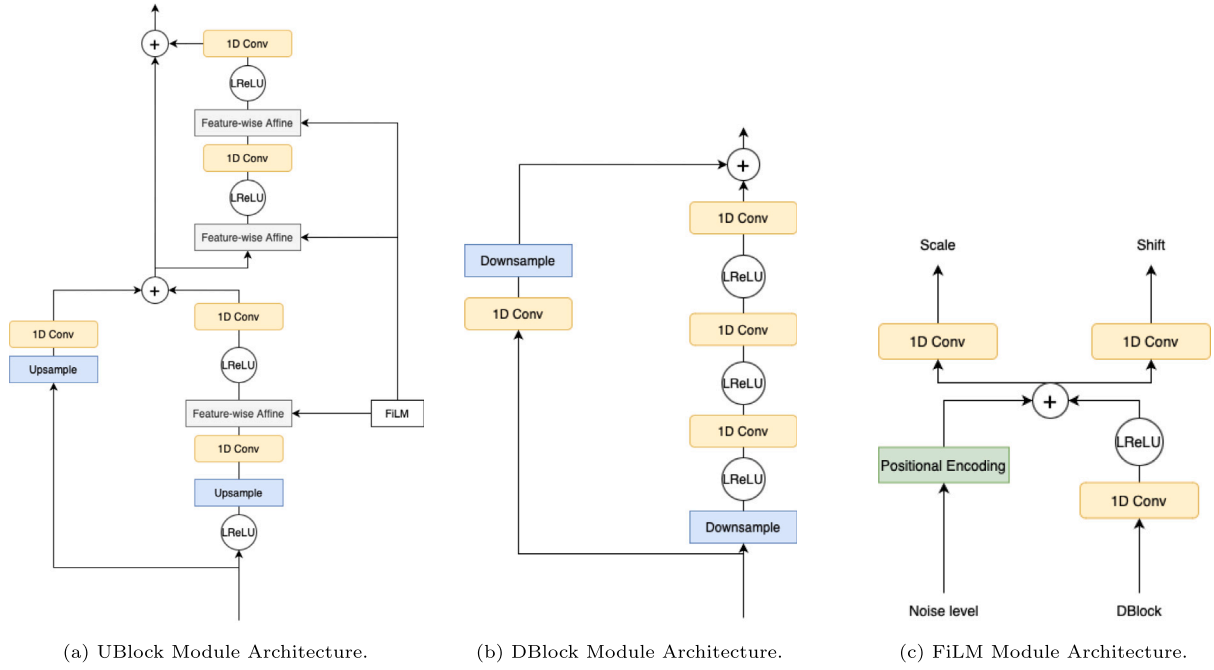 +
1D Conv
LReLU
Feature-wise Affine
1D Conv
LReLU
Feature-wise Affine
+
1D Conv
1D Conv
Upsample
LReLU
Feature-wise Affine
FiLM
1D Conv
Upsample
LReLU
(a) UBlock Module Architecture.
+
1D Conv
Downsample
LReLU
1D Conv
1D Conv
LReLU
1D Conv
LReLU
Downsample
(b) DBlock Module Architecture.
Scale
Shift
1D Conv
1D Conv
+
LReLU
Positional Encoding
1D Conv
Noise level
DBlock
(c) FiLM Module Architecture.